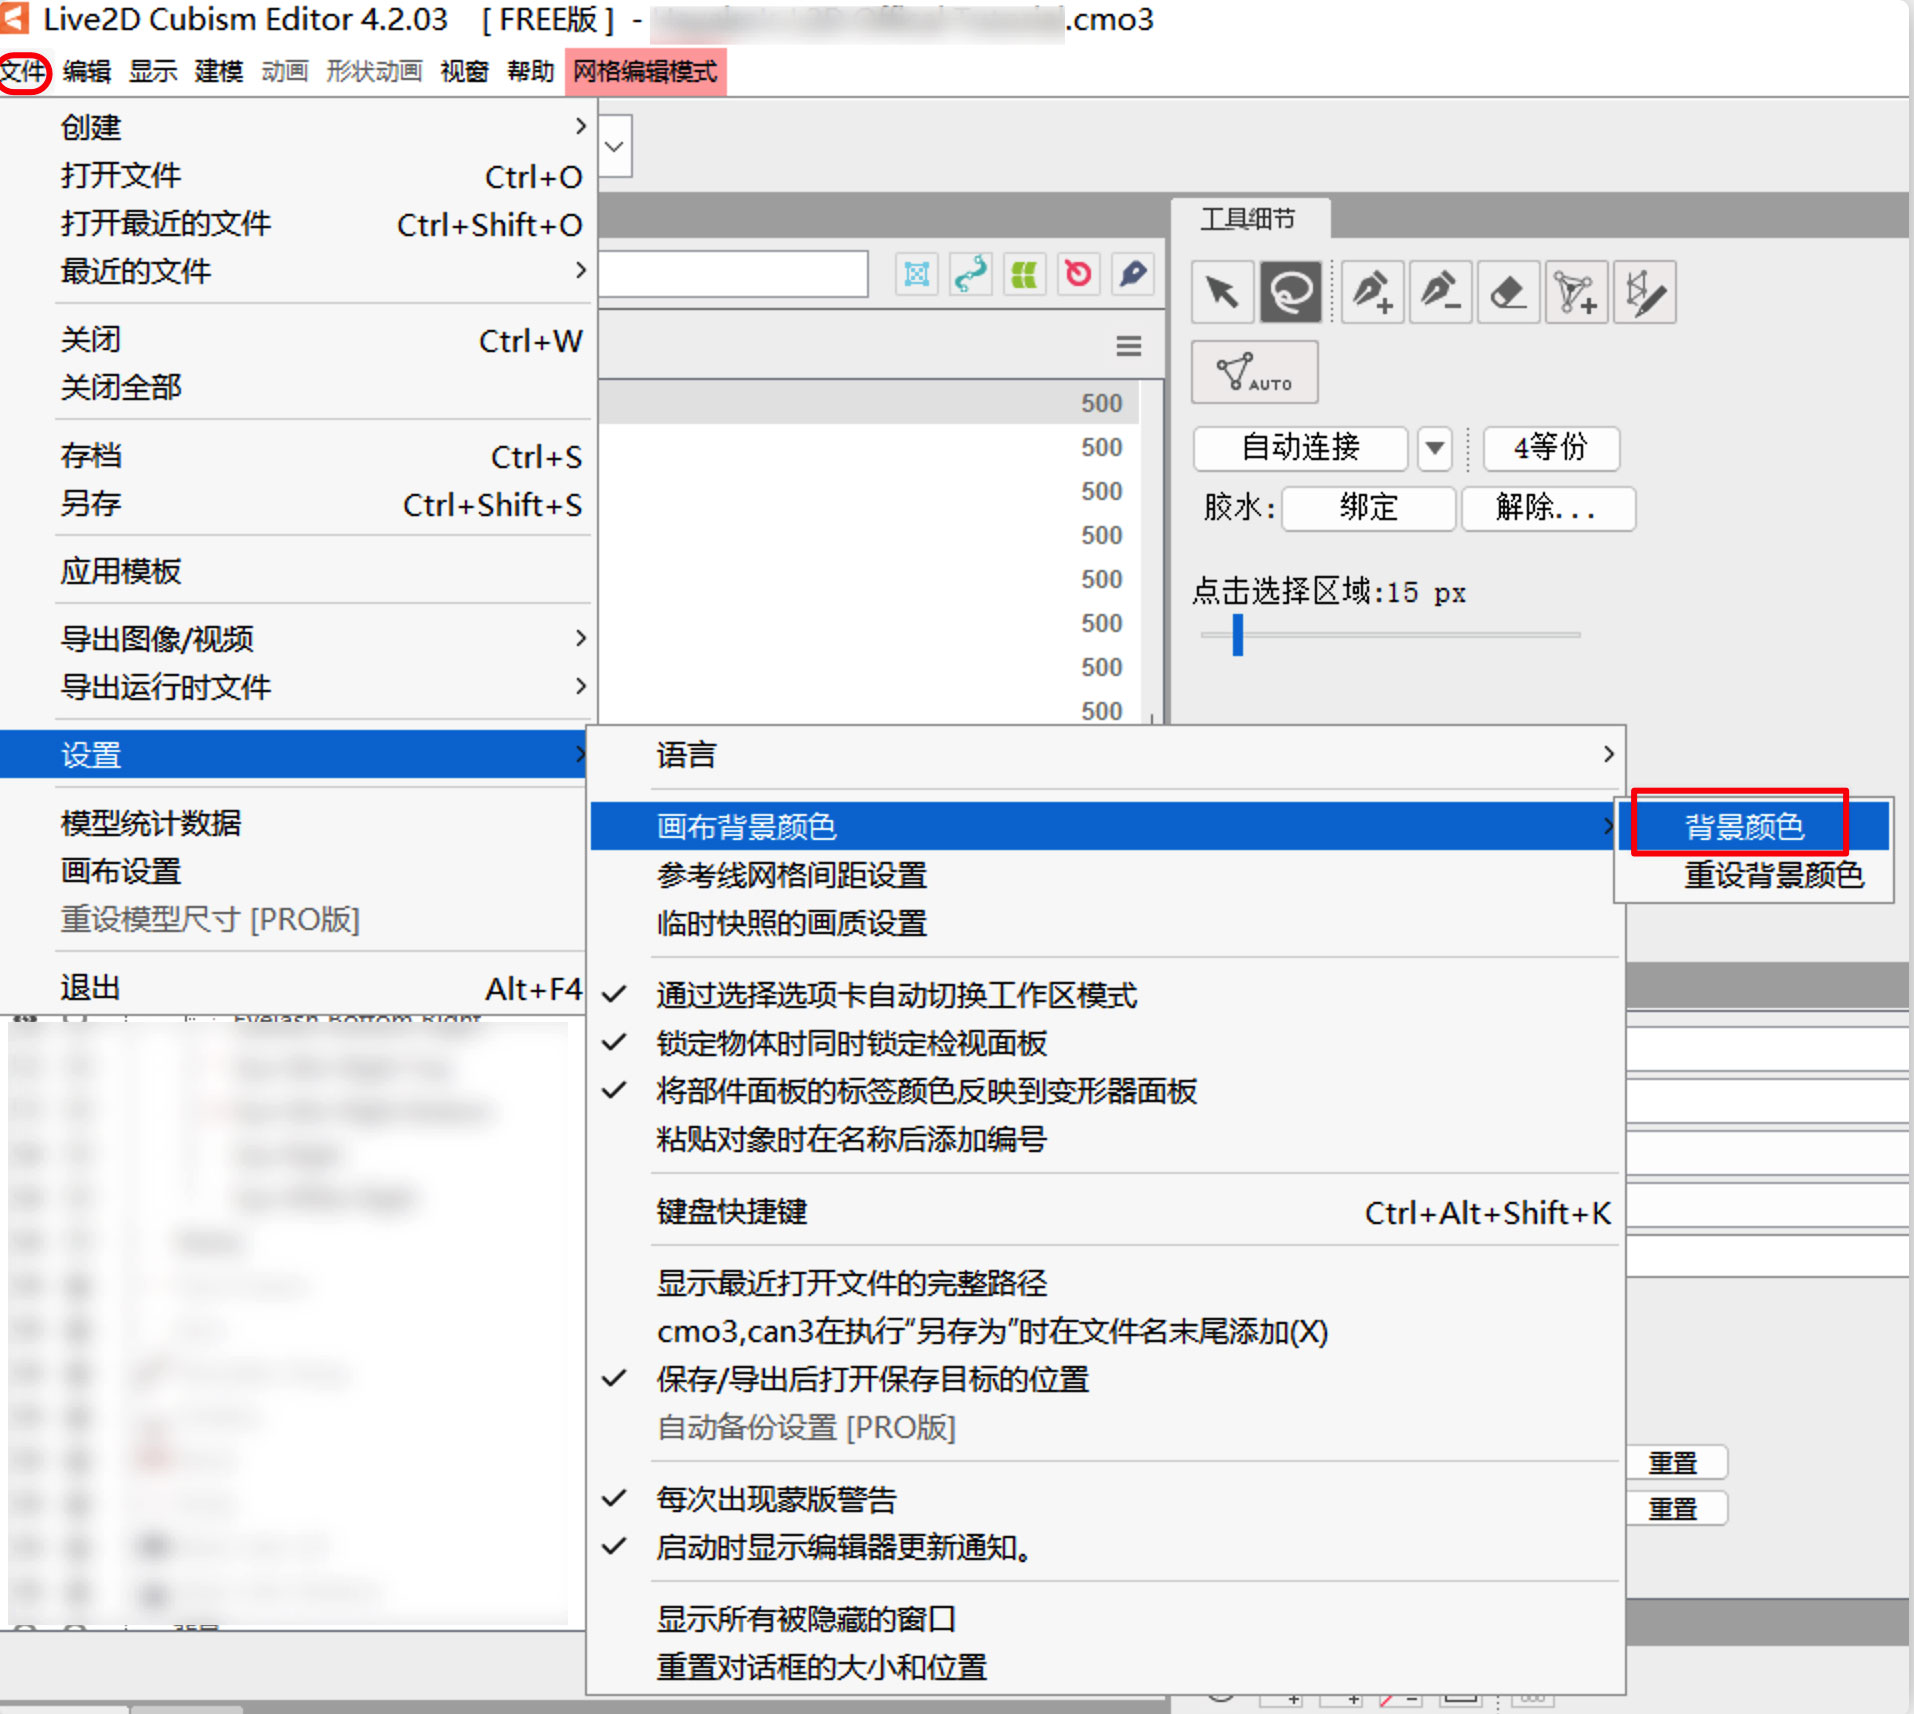 Live2D Cubism Editor 4.2.03 [ FREE版 ] - .cmo3
文件 编辑 显示 建模 动画 形状动画 视窗 帮助 网格编辑模式
创建
打开文件 Ctrl+O
打开最近的文件 Ctrl+Shift+O
最近的文件
关闭 Ctrl+W
关闭全部
存档 Ctrl+S
另存 Ctrl+Shift+S
应用模板
导出图像/视频
导出运行时文件
设置
模型统计数据
画布设置
重设模型尺寸 [PRO版]
退出 Alt+F4
Eyelash Bottom Right
500
500
500
500
500
500
500
500
工具细节
AUTO
自动连接 4等份
胶水: 绑定 解除...
点击选择区域:15 px
语言
画布背景颜色
参考线网格间距设置
临时快照的画质设置
通过选择选项卡自动切换工作区模式
锁定物体时同时锁定检视面板
将部件面板的标签颜色反映到变形器面板
粘贴对象时在名称后添加编号
键盘快捷键 Ctrl+Alt+Shift+K
显示最近打开文件的完整路径
cmo3,can3在执行“另存为”时在文件名末尾添加(X)
保存/导出后打开保存目标的位置
自动备份设置 [PRO版]
每次出现蒙版警告
启动时显示编辑器更新通知。
显示所有被隐藏的窗口
重置对话框的大小和位置
背景颜色
重设背景颜色
重置
重置